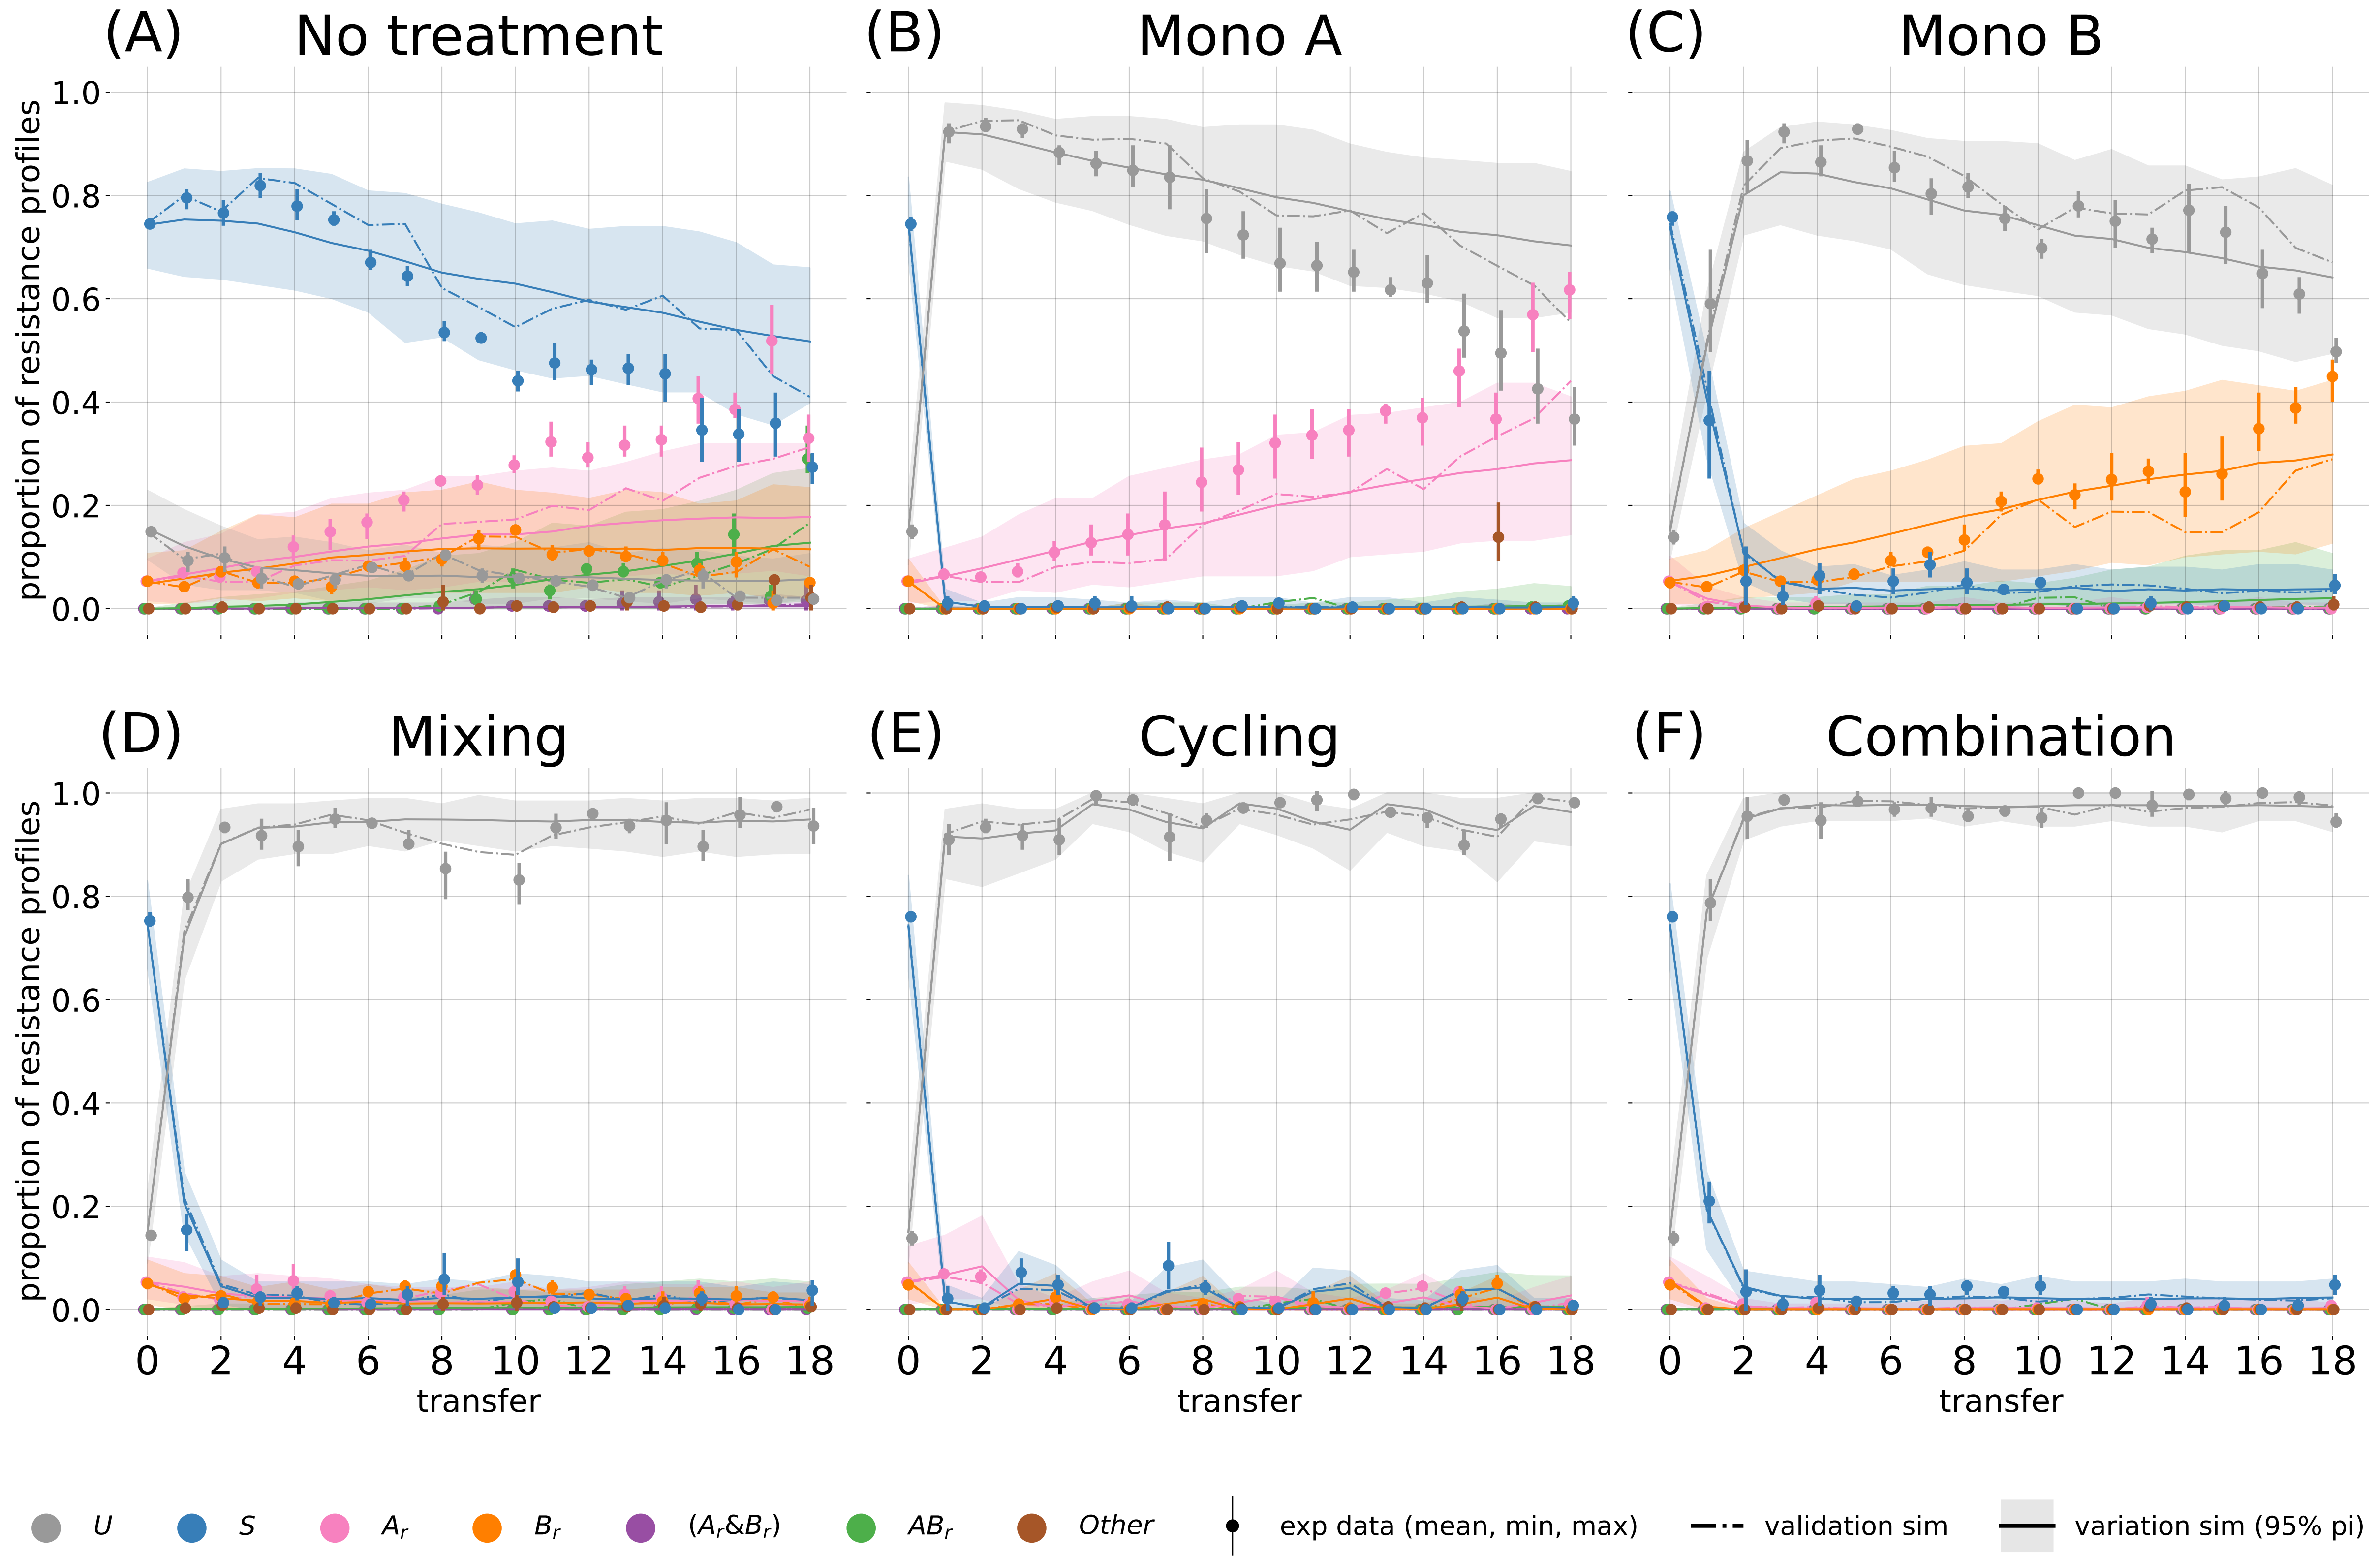 (A) No treatment (B) Mono A (C) Mono B
proportion of resistance profiles
1.0
0.8
0.6
0.4
0.2
0.0
(D) Mixing (E) Cycling (F) Combination
proportion of resistance profiles
1.0
0.8
0.6
0.4
0.2
0.0
0 2 4 6 8 10 12 14 16 18 0 2 4 6 8 10 12 14 16 18 0 2 4 6 8 10 12 14 16 18
transfer transfer transfer
U S A_r B_r (A_r&B_r) AB_r Other exp data (mean, min, max) validation sim variation sim (95% pi)